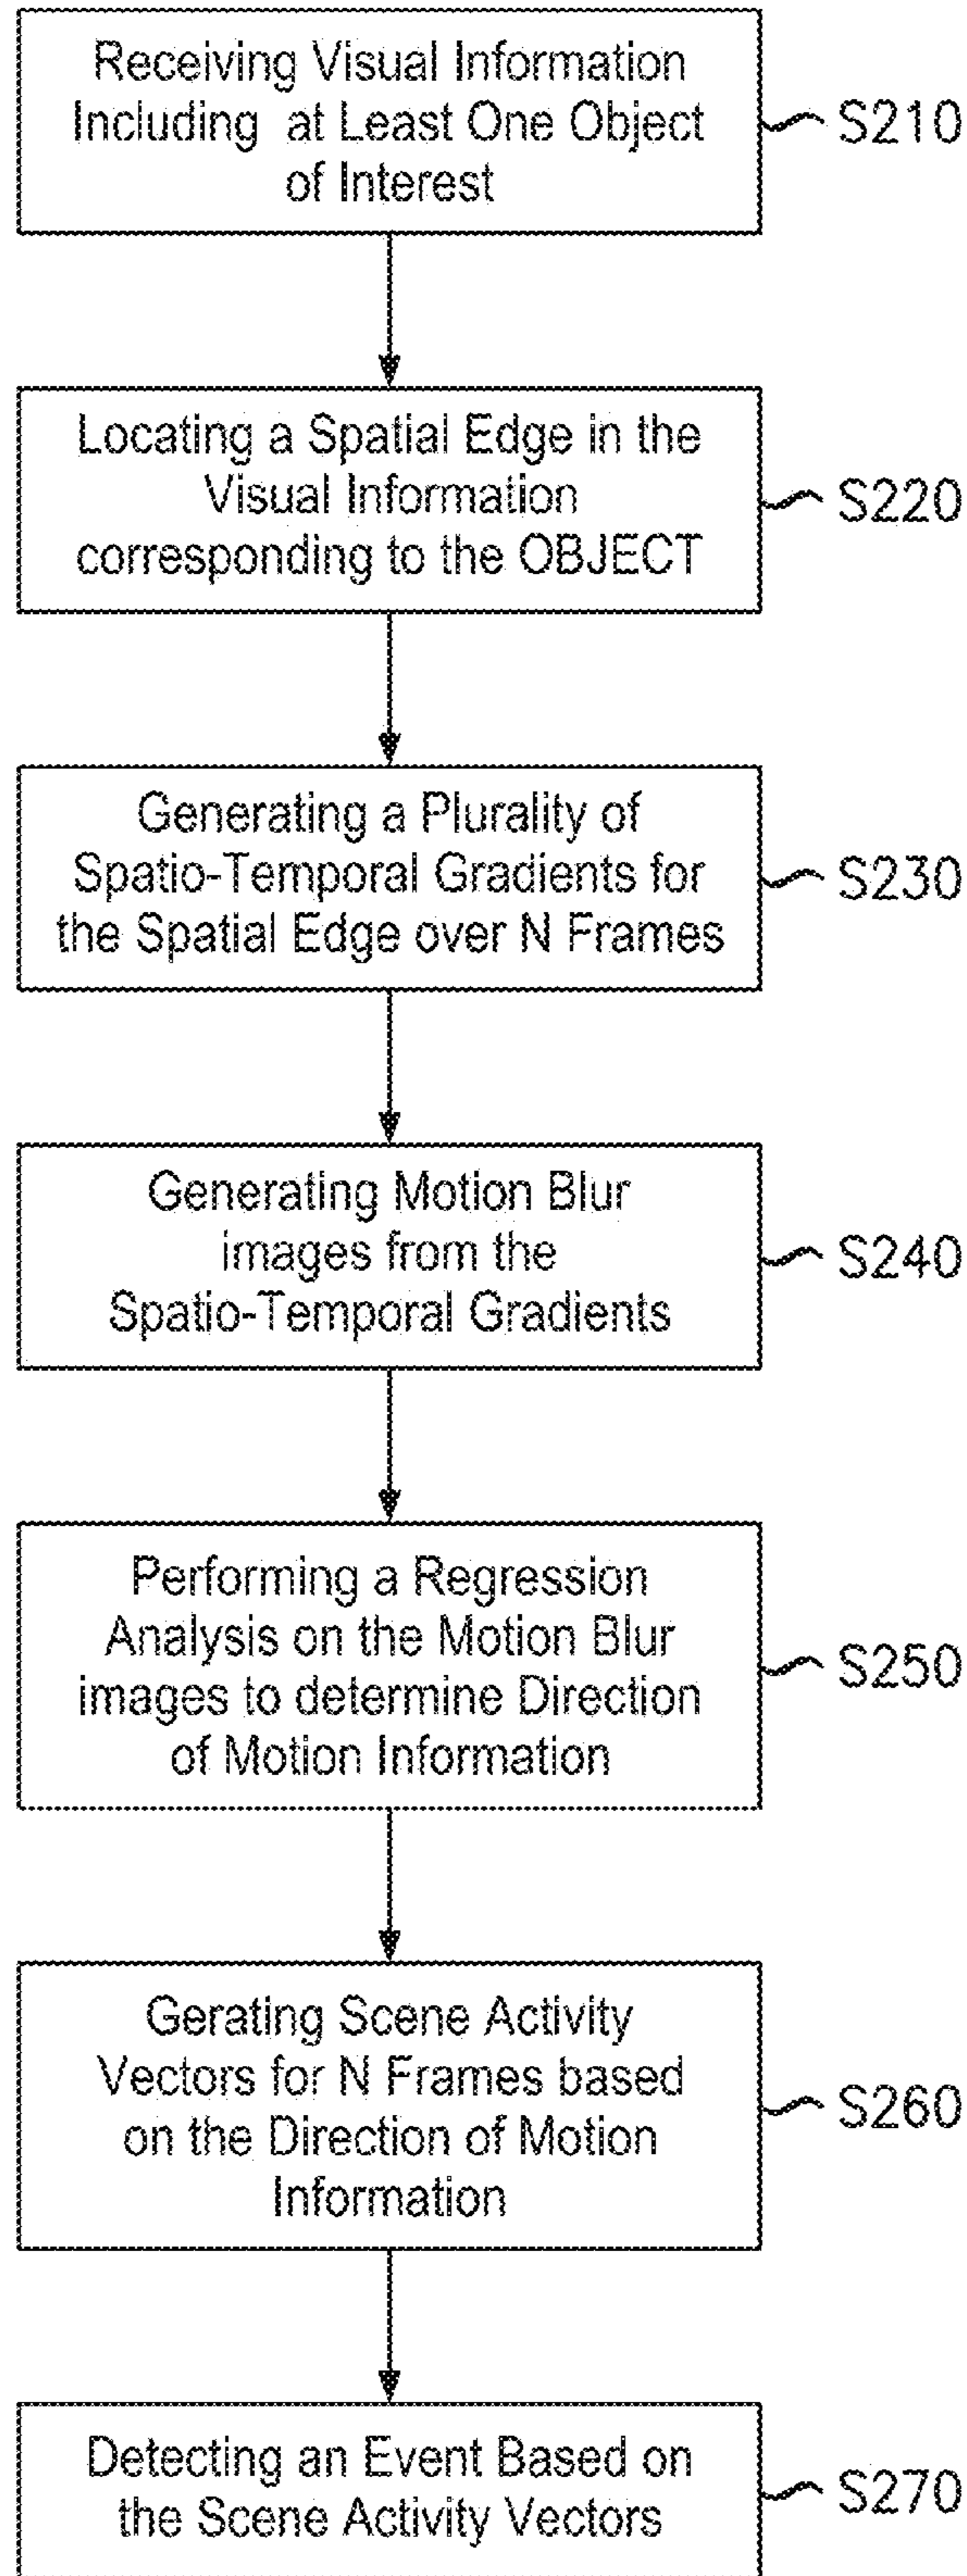 Receiving Visual Information
Including at Least One Object
of Interest
S210
Locating a Spatial Edge in the
Visual Information
corresponding to the OBJECT
S220
Generating a Plurality of
Spatio-Temporal Gradients for
the Spatial Edge over N Frames
S230
Generating Motion Blur
images from the
Spatio-Temporal Gradients
S240
Performing a Regression
Analysis on the Motion Blur
images to determine Direction
of Motion Information
S250
Gerating Scene Activity
Vectors for N Frames based
on the Direction of Motion
Information
S260
Detecting an Event Based on
the Scene Activity Vectors
S270